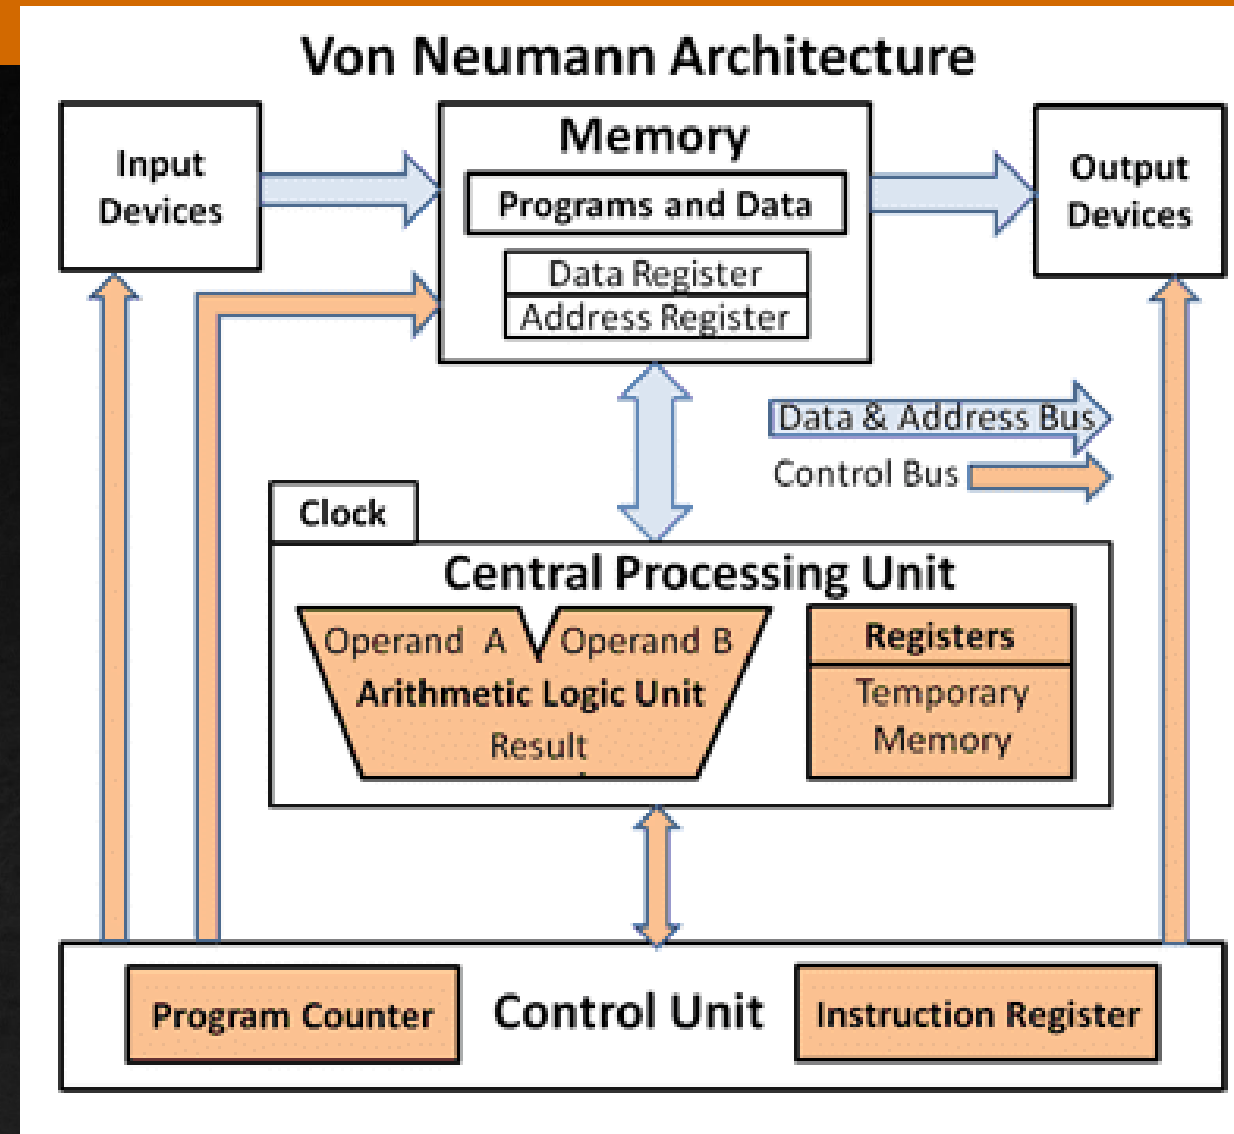 Von Neumann Architecture
Input
Devices
Memory
Programs and Data
Data Register
Address Register
Output
Devices
Data & Address Bus
Control Bus
Clock
Central Processing Unit
Operand A Operand B
Arithmetic Logic Unit
Result
Registers
Temporary
Memory
Program Counter
Control Unit
Instruction Register